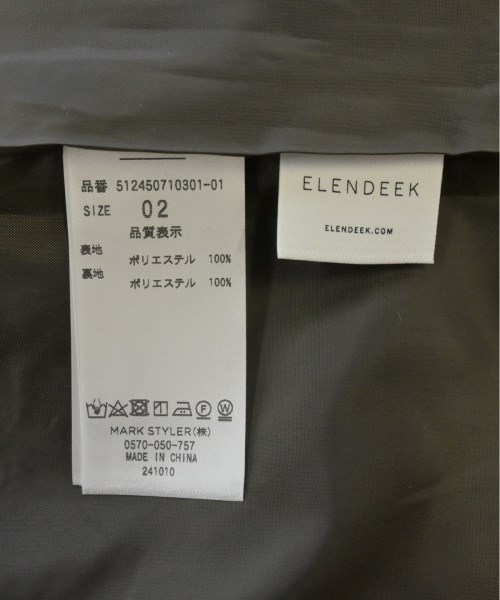 品番 512450710301-01
SIZE 02
品質表示
表地 ポリエステル 100%
裏地 ポリエステル 100%
MARK STYLER(株)
0570-050-757
MADE IN CHINA
241010
ELENDEEK
ELENDEEK.COM